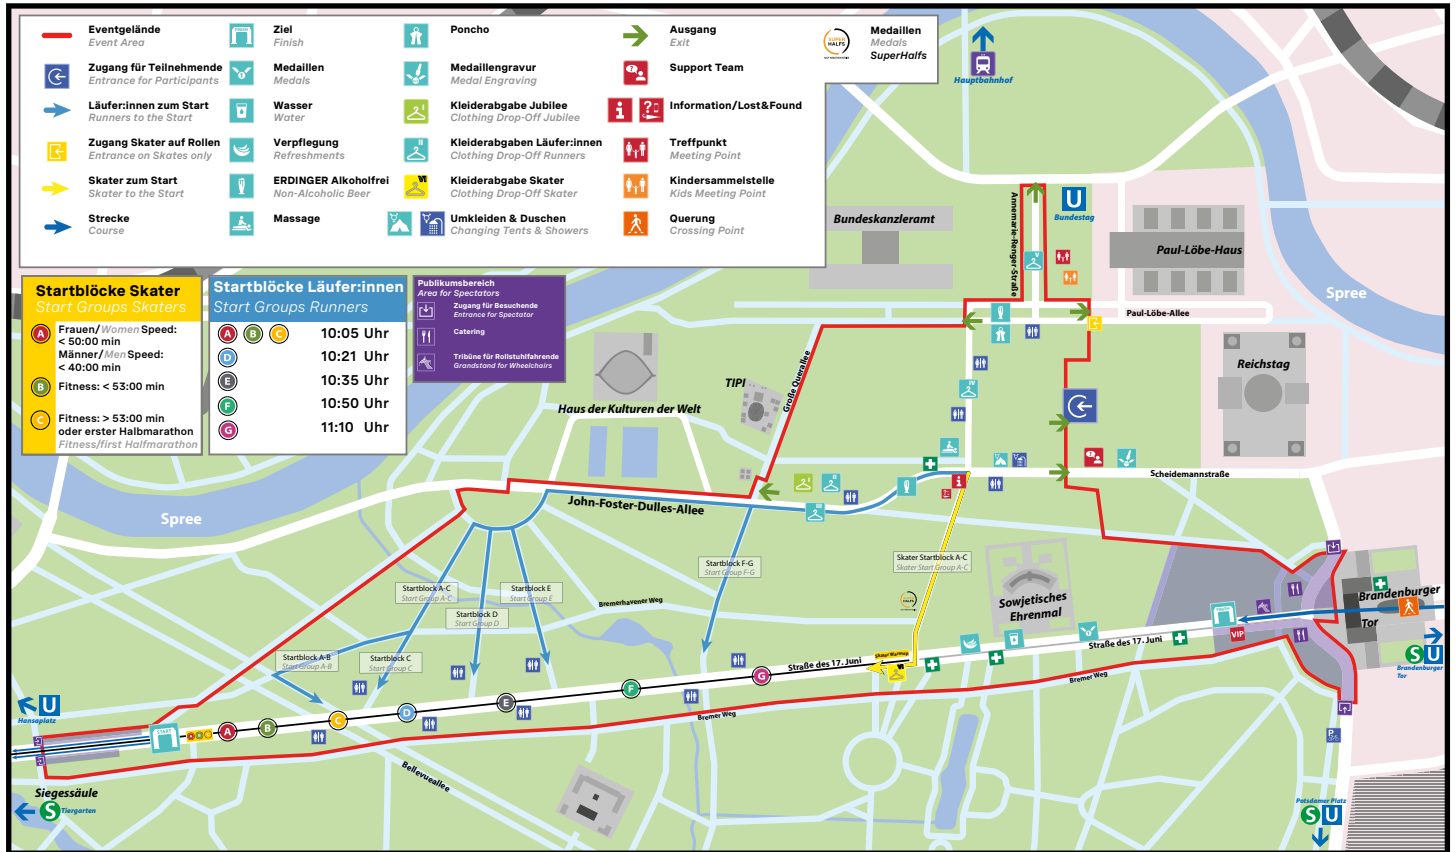 Eventgelände
Event Area
Zugang für Teilnehmende
Entrance for Participants
Läufer:innen zum Start
Runners to the Start
Zugang Skater auf Rollen
Entrance on Skates only
Skater zum Start
Skater to the Start
Strecke
Course
Ziel
Finish
Medaillen
Medals
Wasser
Water
Verpflegung
Refreshments
ERDINGER Alkoholfrei
Non-Alcoholic Beer
Massage
Poncho
Medaillengravur
Medal Engraving
Kleiderabgabe Jubilee
Clothing Drop-Off Jubilee
Kleiderabgaben Läufer:innen
Clothing Drop-Off Runners
Kleiderabgabe Skater
Clothing Drop-Off Skater
Umkleiden & Duschen
Changing Tents & Showers
Ausgang
Exit
Support Team
Information/Lost&Found
Treffpunkt
Meeting Point
Kindersammelstelle
Kids Meeting Point
Querung
Crossing Point
SUPER
HALFS
Medaillen
Medals
SuperHalfs
Startblöcke Skater
Start Groups Skaters
A
Frauen/Women Speed:
< 50:00 min
Männer/Men Speed:
< 40:00 min
B
Fitness: < 53:00 min
C
Fitness: > 53:00 min
oder erster Halbmarathon
Fitness/first Halfmarathon
Startblöcke Läufer:innen
Start Groups Runners
A B C 10:05 Uhr
D 10:21 Uhr
E 10:35 Uhr
F 10:50 Uhr
G 11:10 Uhr
Publikumsbereich
Area for Spectators
Zugang für Besuchende
Entrance for Spectator
Catering
Tribüne für Rollstuhlfahrende
Grandstand for Wheelchairs
Hauptbahnhof
U
Bundestag
Bundeskanzleramt
Annemarie-Renger-Straße
Paul-Löbe-Haus
Spree
Paul-Löbe-Allee
Reichstag
Haus der Kulturen der Welt
TIPI
Große Querallee
Scheidemannstraße
Spree
John-Foster-Dulles-Allee
Startblock A-C
Start Group A-C
Startblock D
Start Group D
Startblock E
Start Group E
Startblock F-G
Start Group F-G
Skater Startblock A-C
Skater Start Group A-C
Startblock A-B
Start Group A-B
Startblock C
Start Group C
Bremerhavener Weg
Sowjetisches
Ehrenmal
Brandenburger
Tor
VIP
FINISH
Straße des 17. Juni
Straße des 17. Juni
Skater Warmup
Bremer Weg
Bremer Weg
S U
Brandenburger
Tor
U
Hansaplatz
START
A
B
C
D
E
F
G
Siegessäule
S
Tiergarten
Bellevueallee
P
Potsdamer Platz
S U